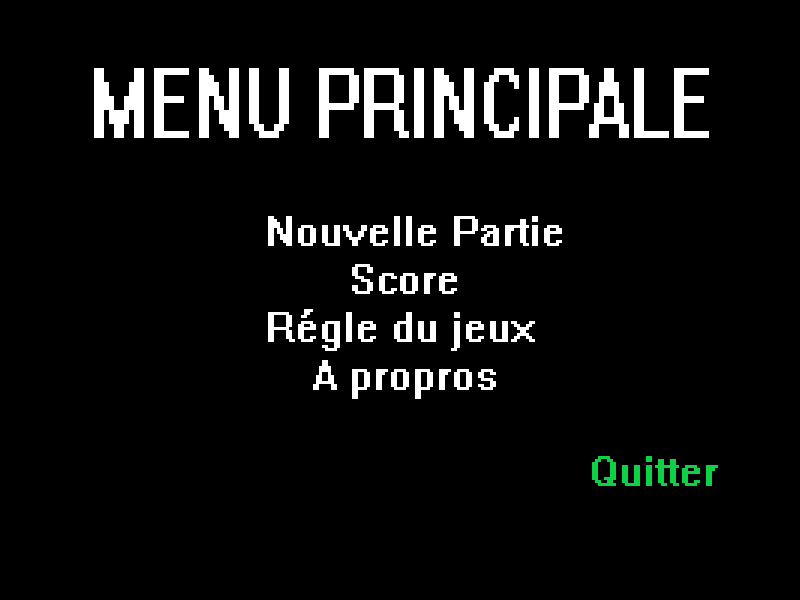 MENU PRINCIPALE
Nouvelle Partie
Score
Régle du jeux
A propros
Quitter